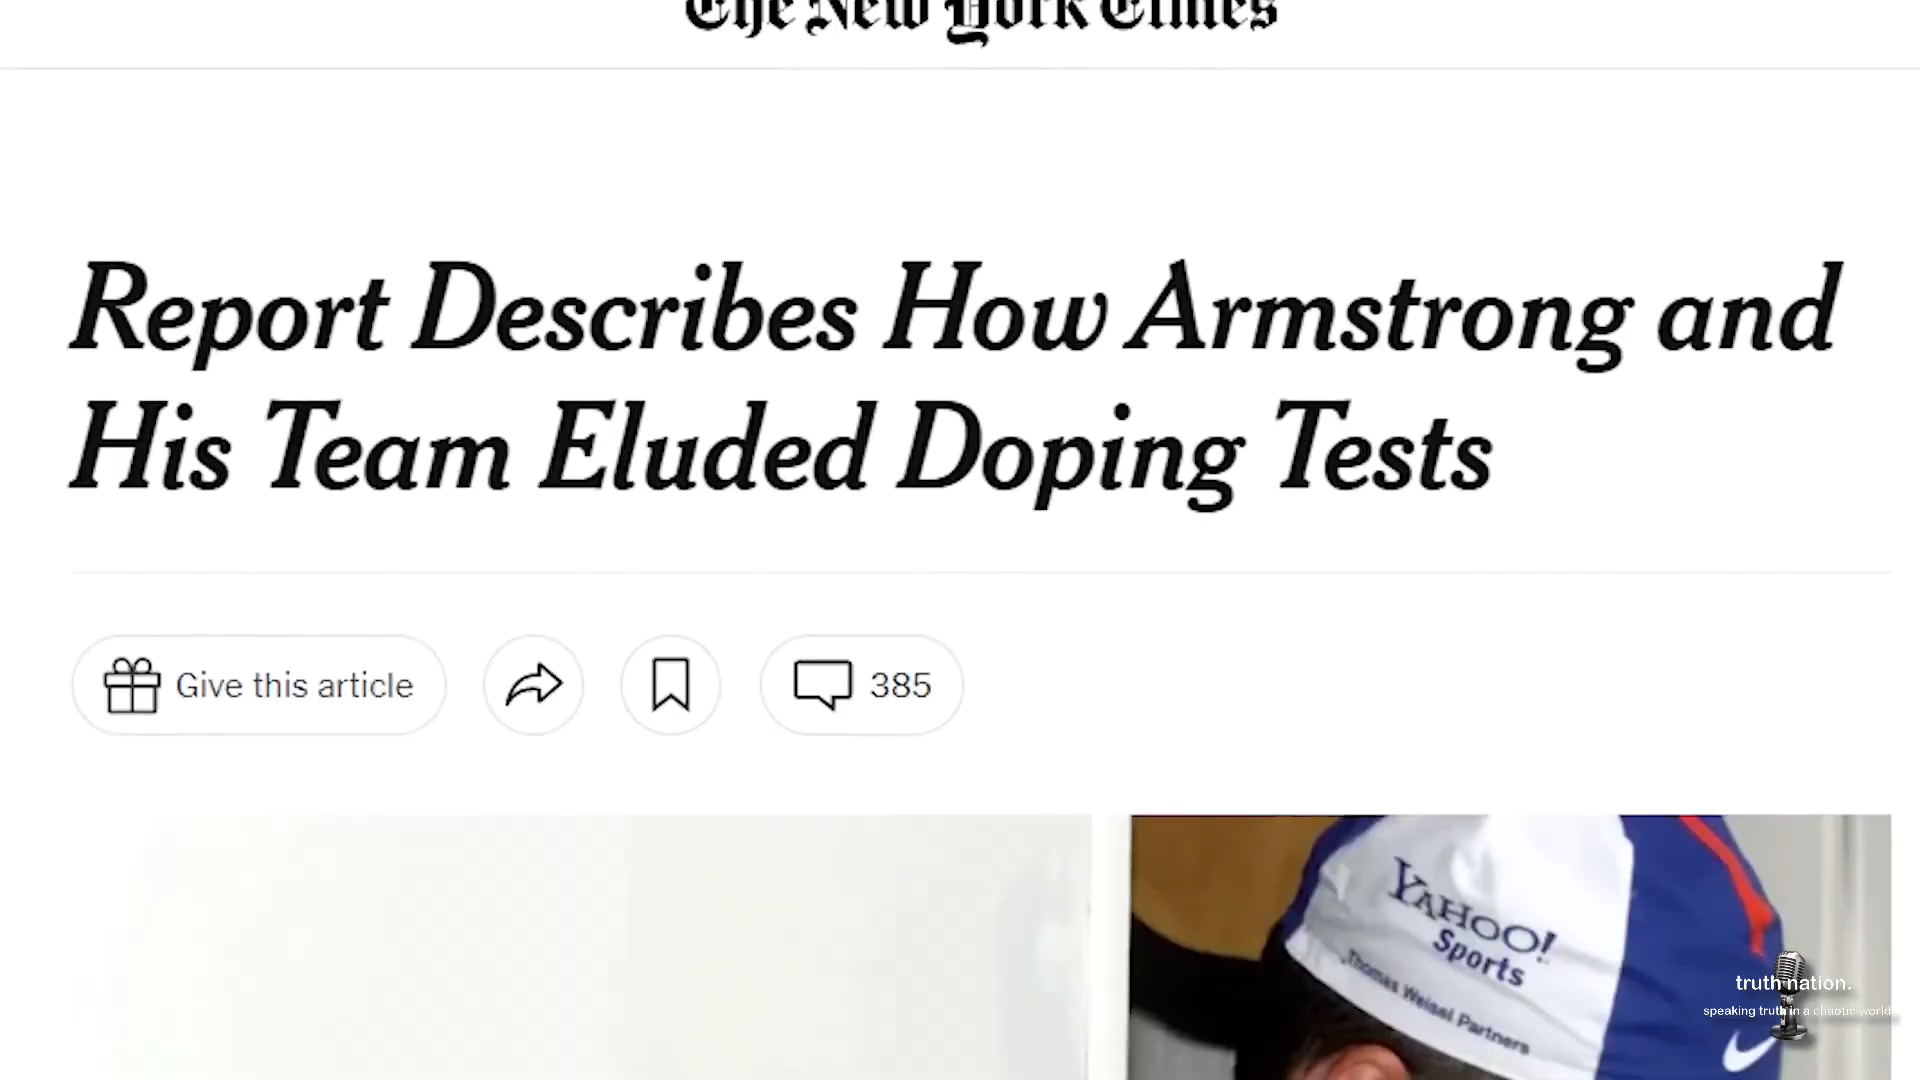 The New York Times
Report Describes How Armstrong and
His Team Eluded Doping Tests
Give this article
385
YAHOO!
Sports
Thomas Weisel Partners
truth nation.
speaking truth in a chaotic world